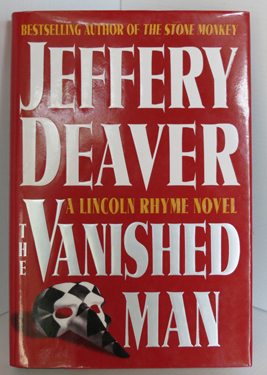 BESTSELLING AUTHOR OF THE STONE MONKEY
JEFFERY
DEAVER
A LINCOLN RHYME NOVEL
THE
VANISHED
MAN